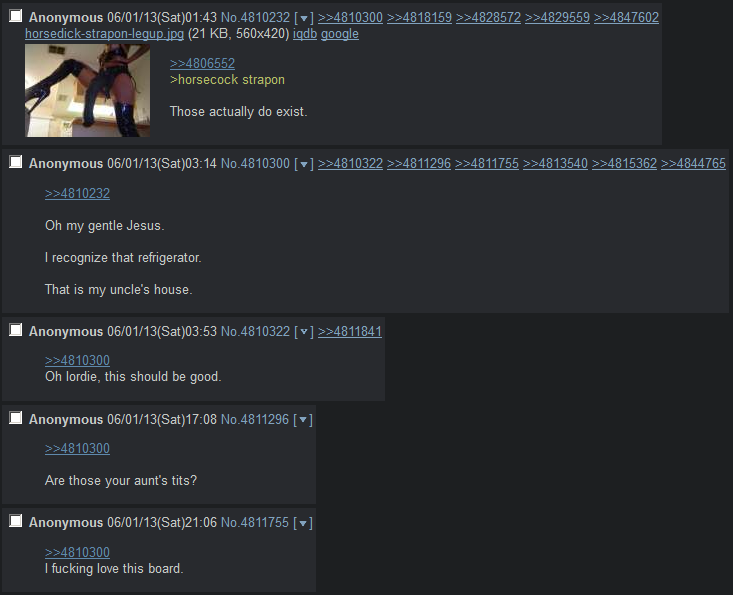 Anonymous 06/01/13(Sat)01:43 No.4810232 [▼] >>4810300 >>4818159 >>4828572 >>4829559 >>4847602
horsedick-strapon-legup.jpg (21 KB, 560x420) iqdb google
>>4806552
>horsecock strapon
Those actually do exist.
Anonymous 06/01/13(Sat)03:14 No.4810300 [▼] >>4810322 >>4811296 >>4811755 >>4813540 >>4815362 >>4844765
>>4810232
Oh my gentle Jesus.
I recognize that refrigerator.
That is my uncle's house.
Anonymous 06/01/13(Sat)03:53 No.4810322 [▼] >>4811841
>>4810300
Oh lordie, this should be good.
Anonymous 06/01/13(Sat)17:08 No.4811296 [▼]
>>4810300
Are those your aunt's tits?
Anonymous 06/01/13(Sat)21:06 No.4811755 [▼]
>>4810300
I fucking love this board.